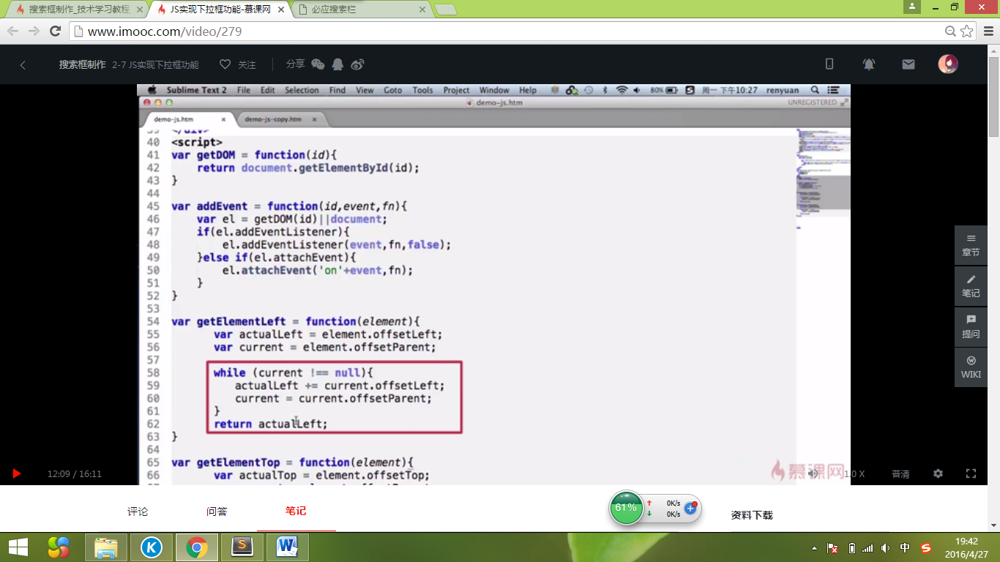 搜索框制作_技术学习教程
JS实现下拉框功能-慕课网
必应搜索栏
www.imooc.com/video/279
搜索框制作 2-7 JS实现下拉框功能 关注 分享
Sublime Text 2 File Edit Selection Find View Goto Tools Project Window Help 80% 周一 下午10:27 renyuan
demo-js.htm UNREGISTERED
demo-js.htm demo-js-copy.htm
39 </div>
40 <script>
41 var getDOM = function(id){
42 return document.getElementById(id);
43 }
44
45 var addEvent = function(id,event,fn){
46 var el = getDOM(id)||document;
47 if(el.addEventListener){
48 el.addEventListener(event,fn,false);
49 }else if(el.attachEvent){
50 el.attachEvent('on'+event,fn);
51 }
52 }
53
54 var getElementLeft = function(element){
55 var actualLeft = element.offsetLeft;
56 var current = element.offsetParent;
57
58 while (current !== null){
59 actualLeft += current.offsetLeft;
60 current = current.offsetParent;
61 }
62 return actualLeft;
63 }
64
65 var getElementTop = function(element){
66 var actualTop = element.offsetTop;
章节
笔记
提问
WIKI
慕课网
12:09 / 16:11 1.0 X 普清
评论 问答 笔记
61% 0K/s
0K/s
资料下载
中
19:42
2016/4/27